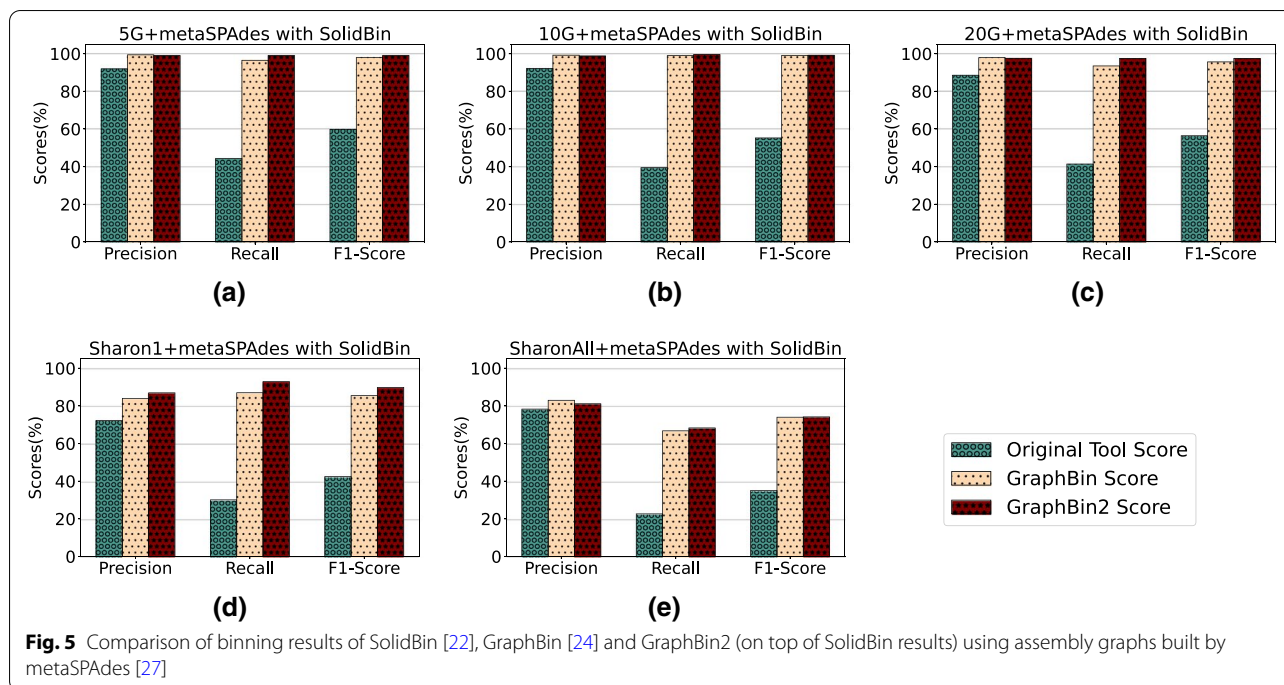 5G+metaSPAdes with SolidBin
Scores(%)
100
80
60
40
20
0
Precision Recall F1-Score
(a)
10G+metaSPAdes with SolidBin
Scores(%)
100
80
60
40
20
0
Precision Recall F1-Score
(b)
20G+metaSPAdes with SolidBin
Scores(%)
100
80
60
40
20
0
Precision Recall F1-Score
(c)
Sharon1+metaSPAdes with SolidBin
Scores(%)
100
80
60
40
20
0
Precision Recall F1-Score
(d)
SharonAll+metaSPAdes with SolidBin
Scores(%)
100
80
60
40
20
0
Precision Recall F1-Score
(e)
Original Tool Score
GraphBin Score
GraphBin2 Score
Fig. 5 Comparison of binning results of SolidBin [22], GraphBin [24] and GraphBin2 (on top of SolidBin results) using assembly graphs built by
metaSPAdes [27]